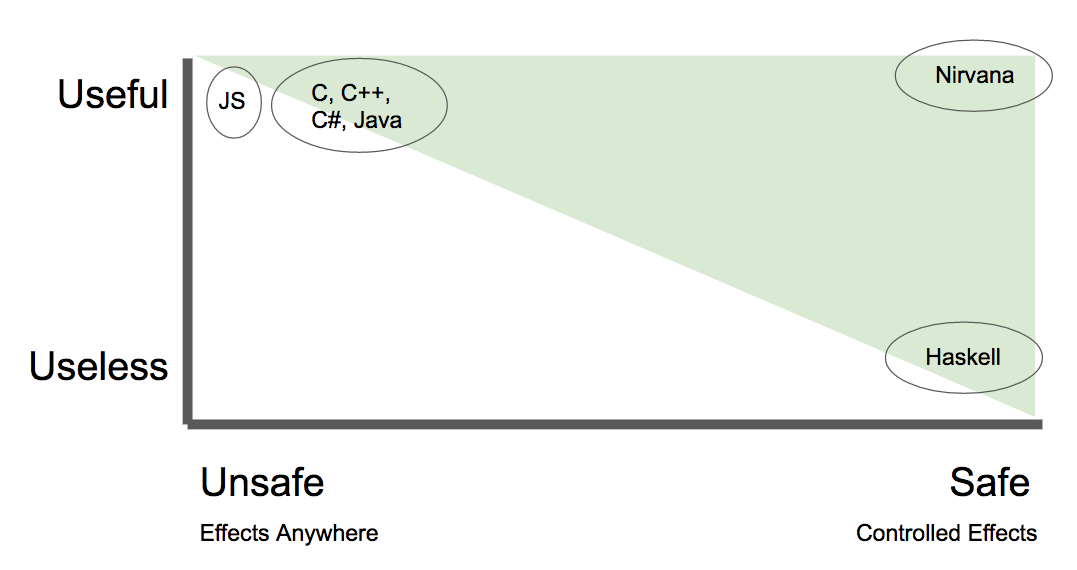 Useful
JS
C, C++,
C#, Java
Nirvana
Useless
Haskell
Unsafe
Safe
Effects Anywhere
Controlled Effects